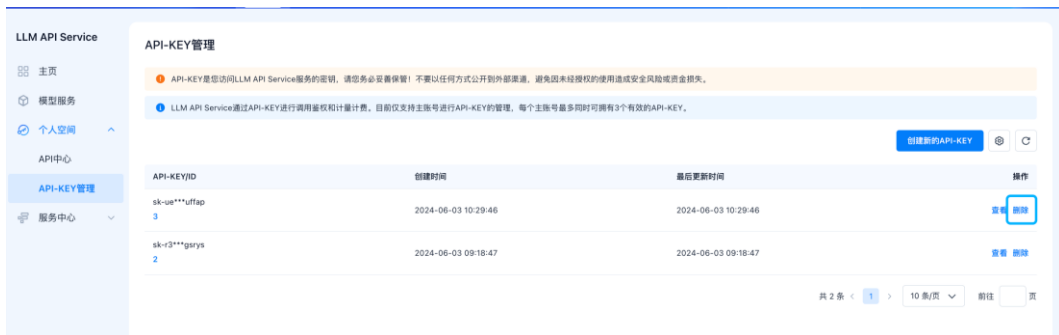 LLM API Service
主页
模型服务
个人空间
API中心
API-KEY管理
服务中心
API-KEY管理
API-KEY是您访问LLM API Service服务的密钥，请您务必妥善保管！不要以任何方式公开到外部渠道，避免因未经授权的使用造成安全风险或资金损失。
LLM API Service通过API-KEY进行调用鉴权和计量计费。目前仅支持主账号进行API-KEY的管理，每个主账号最多同时可拥有3个有效的API-KEY。
创建新的API-KEY
API-KEY/ID 创建时间 最后更新时间 操作
sk-ue***uffap
3 2024-06-03 10:29:46 2024-06-03 10:29:46 查看 删除
sk-r3***gsrys
2 2024-06-03 09:18:47 2024-06-03 09:18:47 查看 删除
共 2 条 < 1 > 10 条/页 前往 页